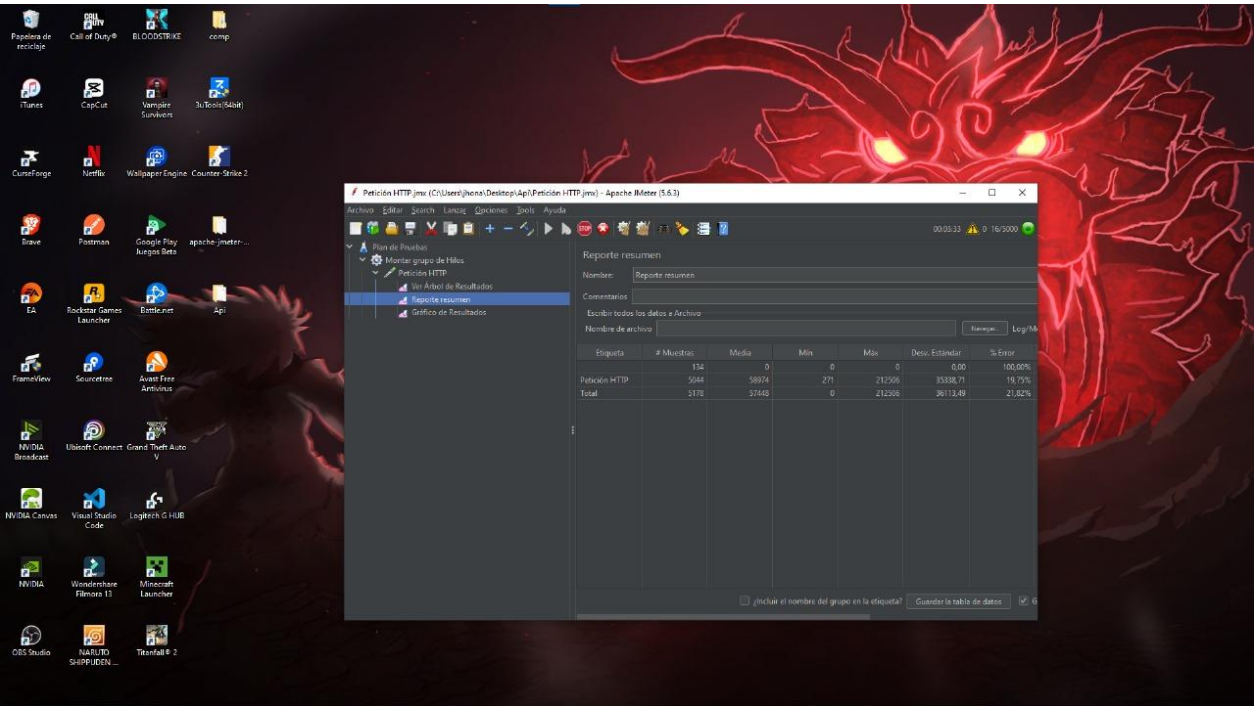 Papelera de
reciclaje
Call of Duty®
BLOODSTRIKE
comp
iTunes
CapCut
Vampire
Survivors
3uTools(64bit)
CurseForge
Netflix
Wallpaper Engine
Counter-Strike 2
Brave
Postman
Google Play
Juegos Beta
apache-jmeter-...
EA
Rockstar Games
Launcher
Battle.net
Api
FrameView
Sourcetree
Avast Free
Antivirus
NVIDIA
Broadcast
Ubisoft Connect
Grand Theft Auto
V
NVIDIA Canvas
Visual Studio
Code
Logitech G HUB
NVIDIA
Wondershare
Filmora 13
Minecraft
Launcher
OBS Studio
NARUTO
SHIPPUDEN ...
Titanfall® 2
Petición HTTP.jmx (C:\Users\jhona\Desktop\Api\Petición HTTP.jmx) - Apache JMeter (5.6.3)
Archivo Editar Search Lanzar Opciones Tools Ayuda
STOP
00:05:33 0 16/5000
Plan de Pruebas
Monter grupo de Hilos
Petición HTTP
Ver Árbol de Resultados
Reporte resumen
Gráfico de Resultados
Reporte resumen
Nombre: Reporte resumen
Comentarios
Escribir todos los datos a Archivo
Nombre de archivo Navegar... Log/M
Etiqueta # Muestras Media Mín Máx Desv. Estándar % Error
134 0 0 0 0,00 100,00%
Petición HTTP 5044 58974 271 212506 35338,71 19,75%
Total 5178 57448 0 212506 36113,49 21,82%
¿Incluir el nombre del grupo en la etiqueta? Guardar la tabla de datos G